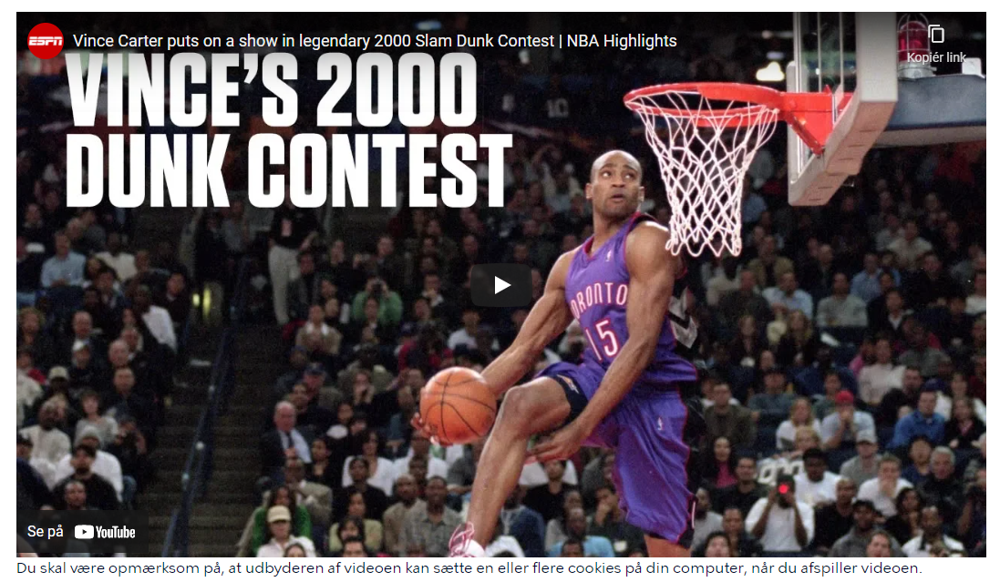 ESPN Vince Carter puts on a show in legendary 2000 Slam Dunk Contest | NBA Highlights
Kopiér link
VINCE'S 2000
DUNK CONTEST
ORONTO
15
Se på YouTube
Du skal være opmærksom på, at udbyderen af videoen kan sætte en eller flere cookies på din computer, når du afspiller videoen.